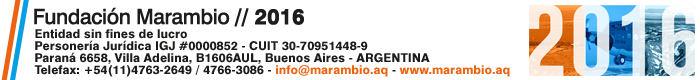 Fundación Marambio // 2016
Entidad sin fines de lucro
Personería Jurídica IGJ #0000852 - CUIT 30-70951448-9
Paraná 6658, Villa Adelina, B1606AUL, Buenos Aires - ARGENTINA
Telefax: +54(11)4763-2649 / 4766-3086 - info@marambio.aq - www.marambio.aq
2016